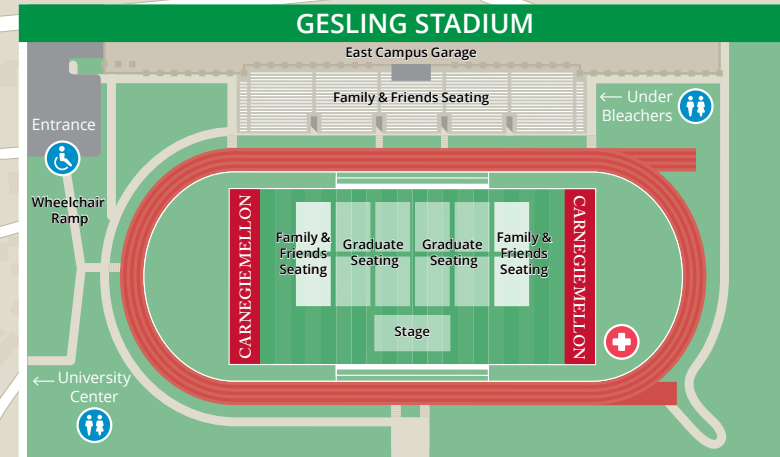 GESLING STADIUM
East Campus Garage
Family & Friends Seating
← Under
Bleachers
Entrance
Wheelchair
Ramp
CARNEGIE MELLON
Family &
Friends
Seating
Graduate
Seating
Graduate
Seating
Family &
Friends
Seating
CARNEGIE MELLON
Stage
← University
Center